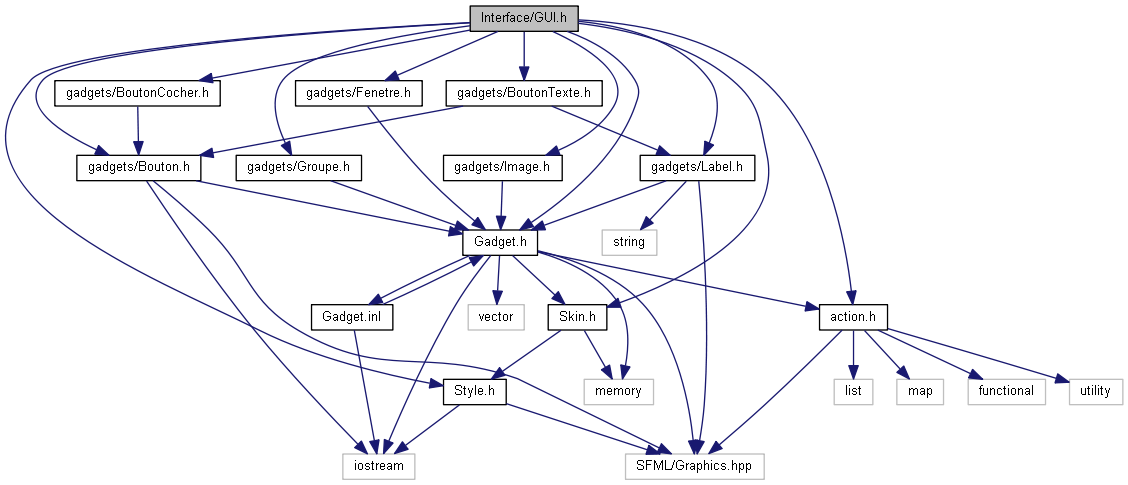 Interface/GUI.h
gadgets/BoutonCocher.h
gadgets/Fenetre.h
gadgets/BoutonTexte.h
gadgets/Bouton.h
gadgets/Groupe.h
gadgets/Image.h
gadgets/Label.h
Gadget.h
string
Gadget.inl
vector
Skin.h
action.h
Style.h
memory
list
map
functional
utility
iostream
SFML/Graphics.hpp